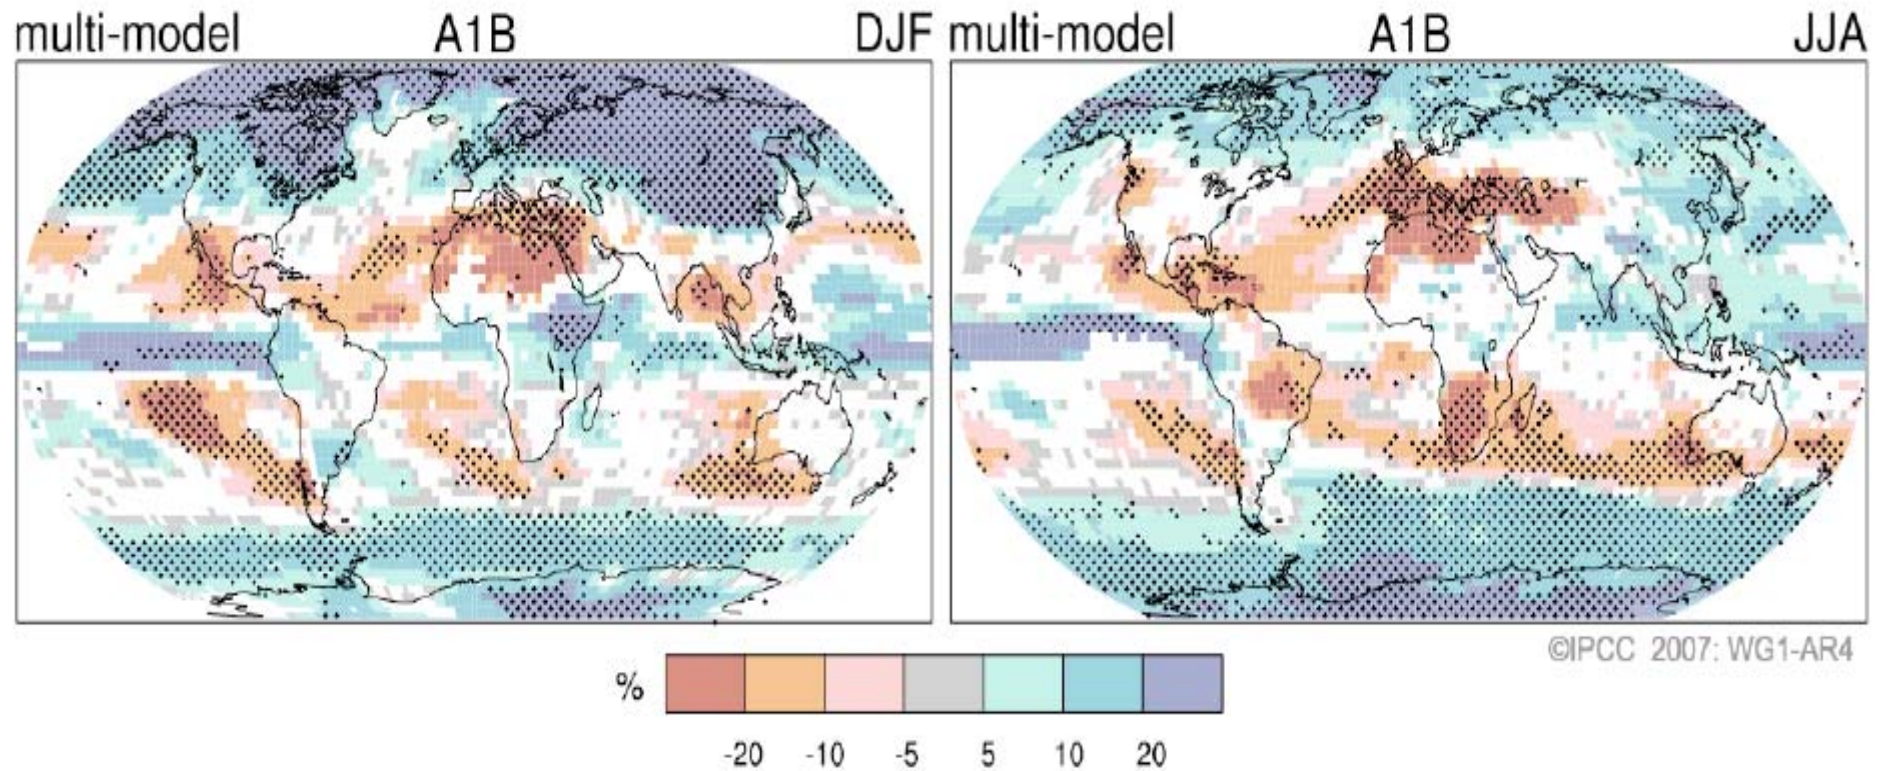 multi-model A1B DJF
multi-model A1B JJA
©IPCC 2007: WG1-AR4
%
-20 -10 -5 5 10 20